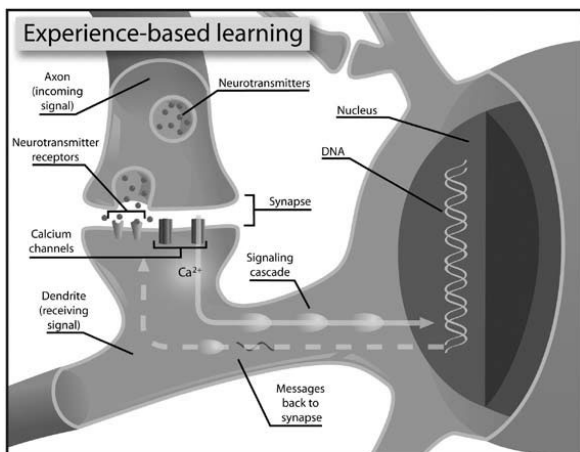 Experience-based learning
Axon
(incoming
signal)
Neurotransmitters
Nucleus
Neurotransmitter
receptors
DNA
Synapse
Calcium
channels
Ca²⁺
Signaling
cascade
Dendrite
(receiving
signal)
Messages
back to
synapse